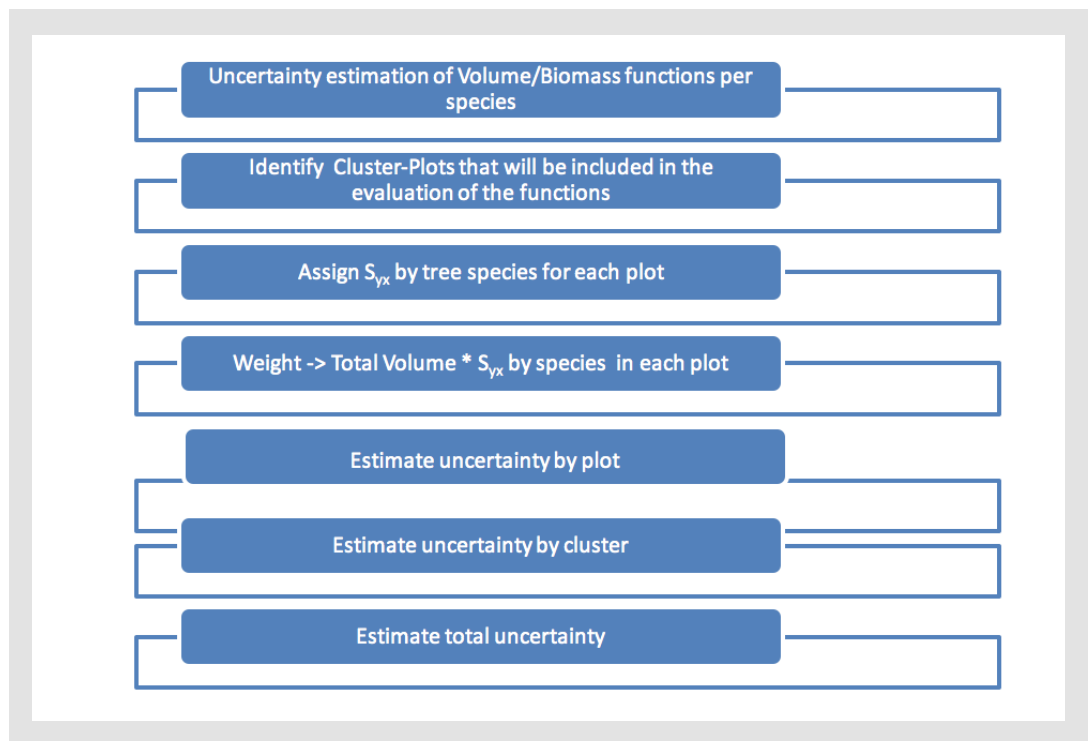 Uncertainty estimation of Volume/Biomass functions per
species
Identify Cluster-Plots that will be included in the
evaluation of the functions
Assign Syx by tree species for each plot
Weight -> Total Volume * Syx by species in each plot
Estimate uncertainty by plot
Estimate uncertainty by cluster
Estimate total uncertainty